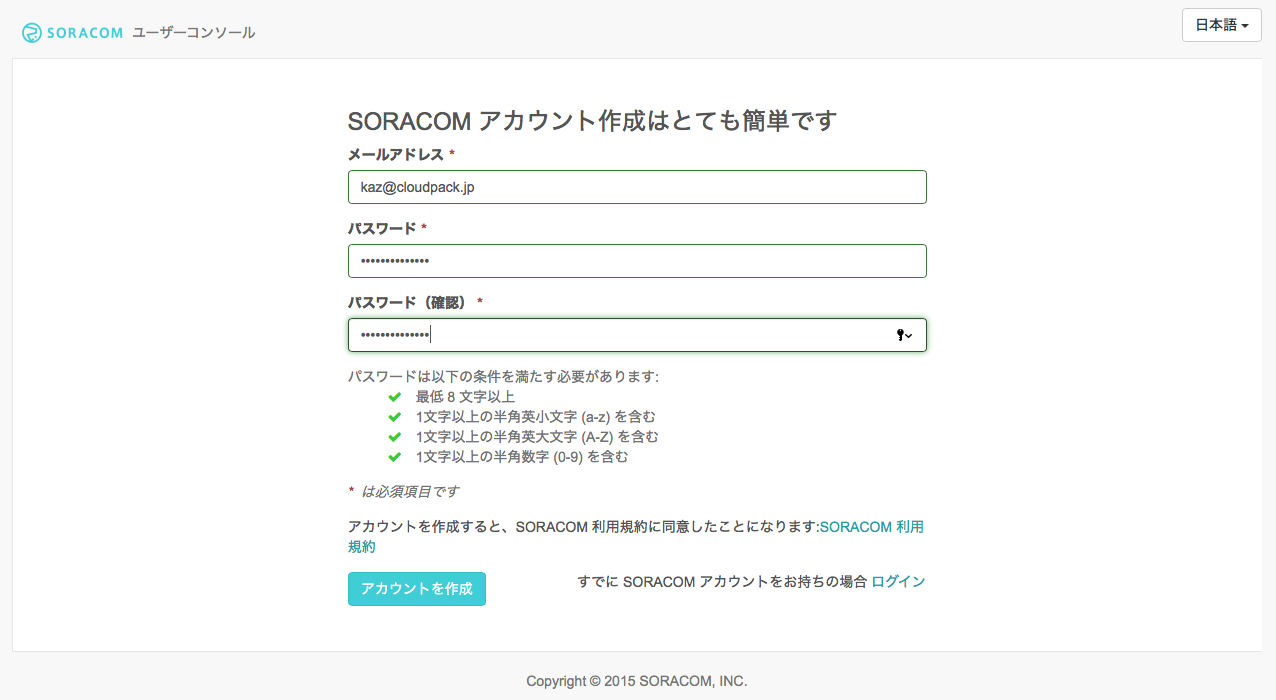 SORACOM ユーザーコンソール
日本語
SORACOM アカウント作成はとても簡単です
メールアドレス *
kaz@cloudpack.jp
パスワード *
••••••••••••••
パスワード（確認） *
••••••••••••••
パスワードは以下の条件を満たす必要があります:
最低 8 文字以上
1文字以上の半角英小文字 (a-z) を含む
1文字以上の半角英大文字 (A-Z) を含む
1文字以上の半角数字 (0-9) を含む
* は必須項目です
アカウントを作成すると、SORACOM 利用規約に同意したことになります:SORACOM 利用
規約
アカウントを作成
すでに SORACOM アカウントをお持ちの場合 ログイン
Copyright © 2015 SORACOM, INC.